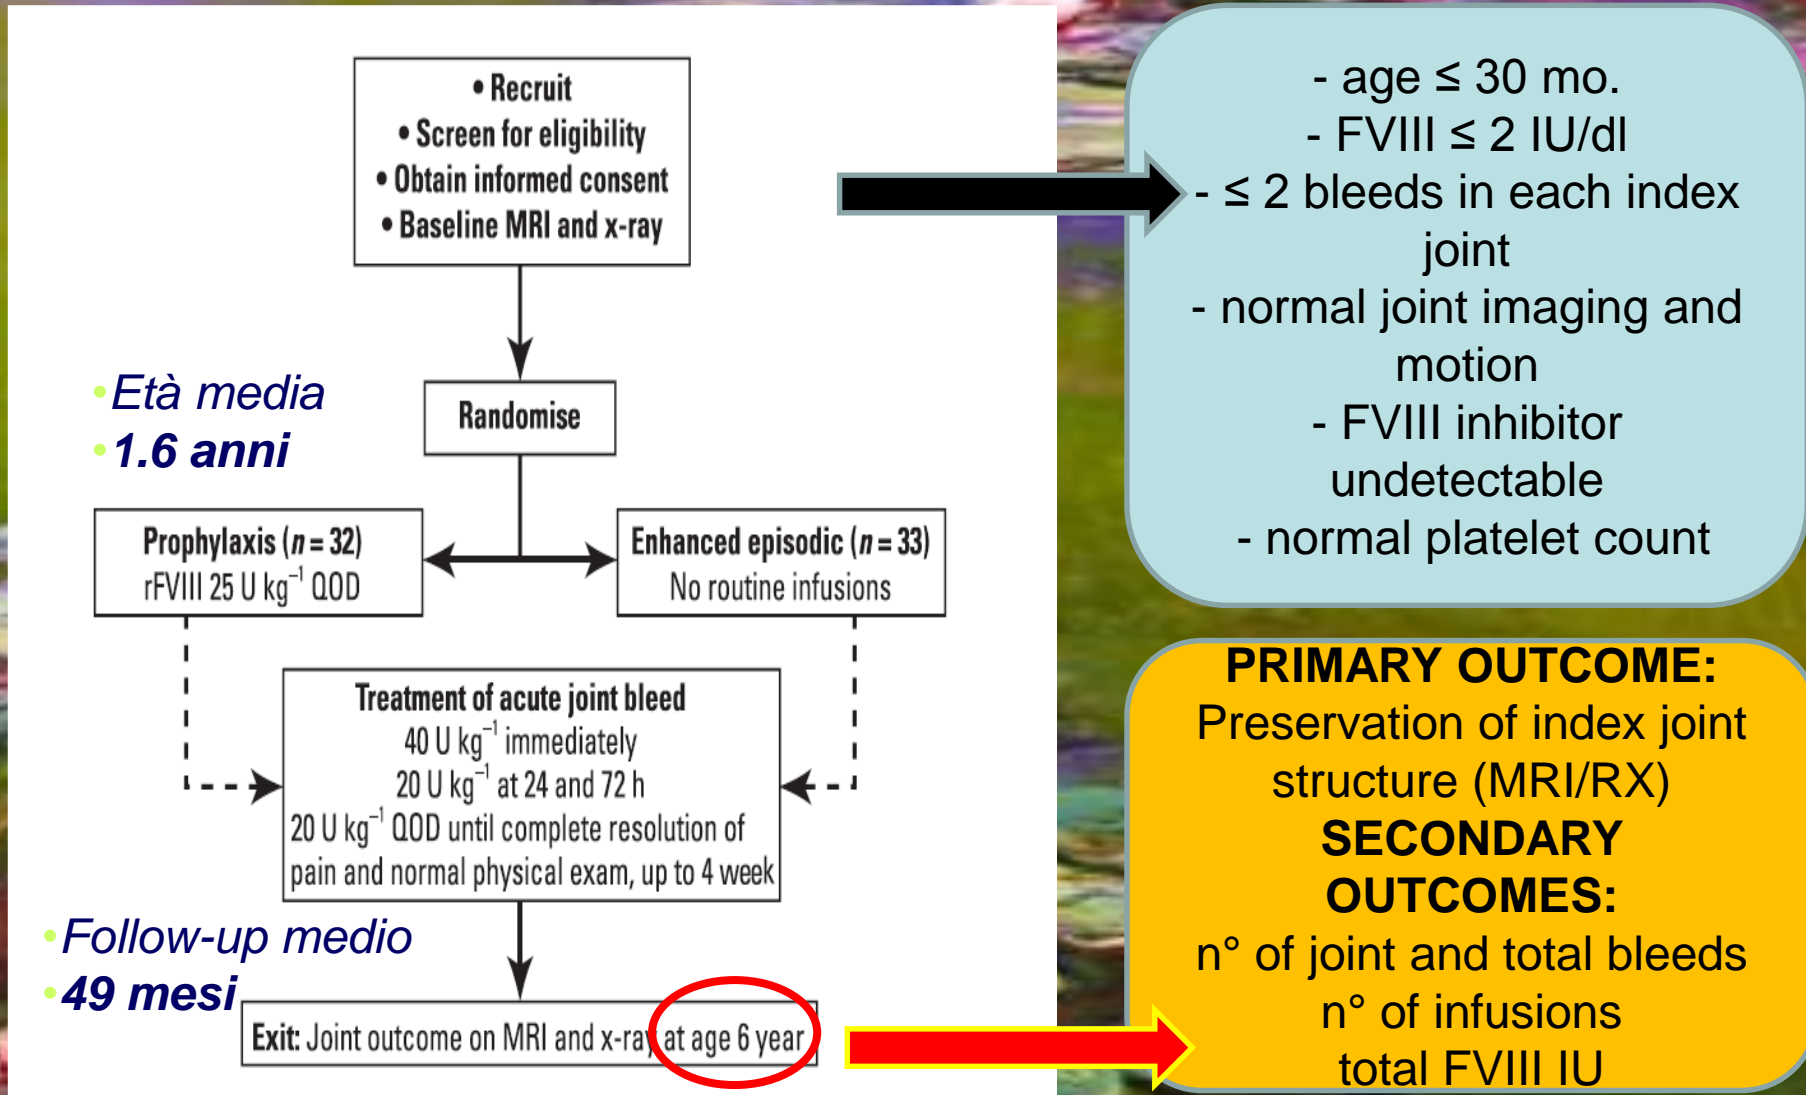 • Recruit
• Screen for eligibility
• Obtain informed consent
• Baseline MRI and x-ray
•Età media
•1.6 anni
Randomise
Prophylaxis (n = 32)
rFVIII 25 U kg⁻¹ QOD
Enhanced episodic (n = 33)
No routine infusions
Treatment of acute joint bleed
40 U kg⁻¹ immediately
20 U kg⁻¹ at 24 and 72 h
20 U kg⁻¹ QOD until complete resolution of
pain and normal physical exam, up to 4 week
•Follow-up medio
•49 mesi
Exit: Joint outcome on MRI and x-ray at age 6 year
- age ≤ 30 mo.
- FVIII ≤ 2 IU/dl
- ≤ 2 bleeds in each index
joint
- normal joint imaging and
motion
- FVIII inhibitor
undetectable
- normal platelet count
PRIMARY OUTCOME:
Preservation of index joint
structure (MRI/RX)
SECONDARY
OUTCOMES:
n° of joint and total bleeds
n° of infusions
total FVIII IU